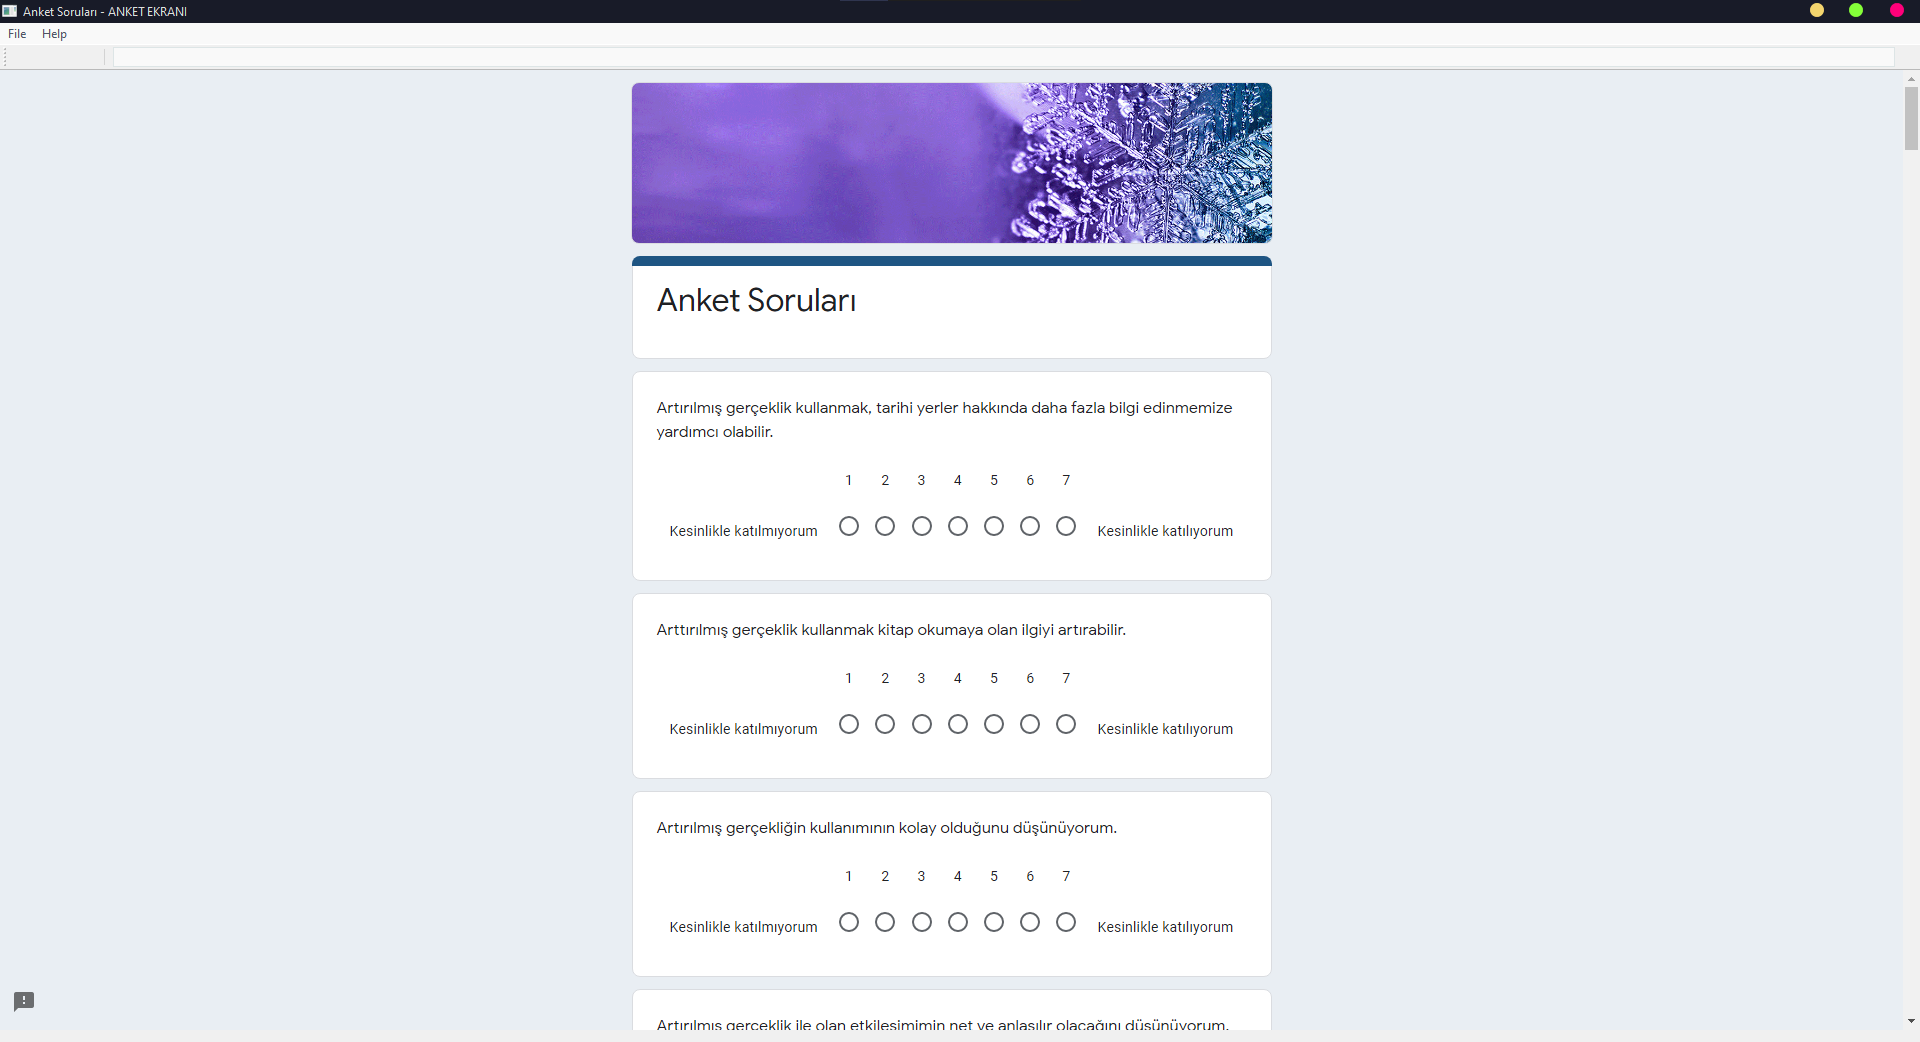 Anket Soruları - ANKET EKRANI
File Help
Anket Soruları
Artırılmış gerçeklik kullanmak, tarihi yerler hakkında daha fazla bilgi edinmemize
yardımcı olabilir.
1 2 3 4 5 6 7
Kesinlikle katılmıyorum Kesinlikle katılıyorum
Arttırılmış gerçeklik kullanmak kitap okumaya olan ilgiyi artırabilir.
1 2 3 4 5 6 7
Kesinlikle katılmıyorum Kesinlikle katılıyorum
Artırılmış gerçekliğin kullanımının kolay olduğunu düşünüyorum.
1 2 3 4 5 6 7
Kesinlikle katılmıyorum Kesinlikle katılıyorum
Artırılmış gerçeklik ile olan etkileşimimin net ve anlaşılır olacağını düşünüyorum.